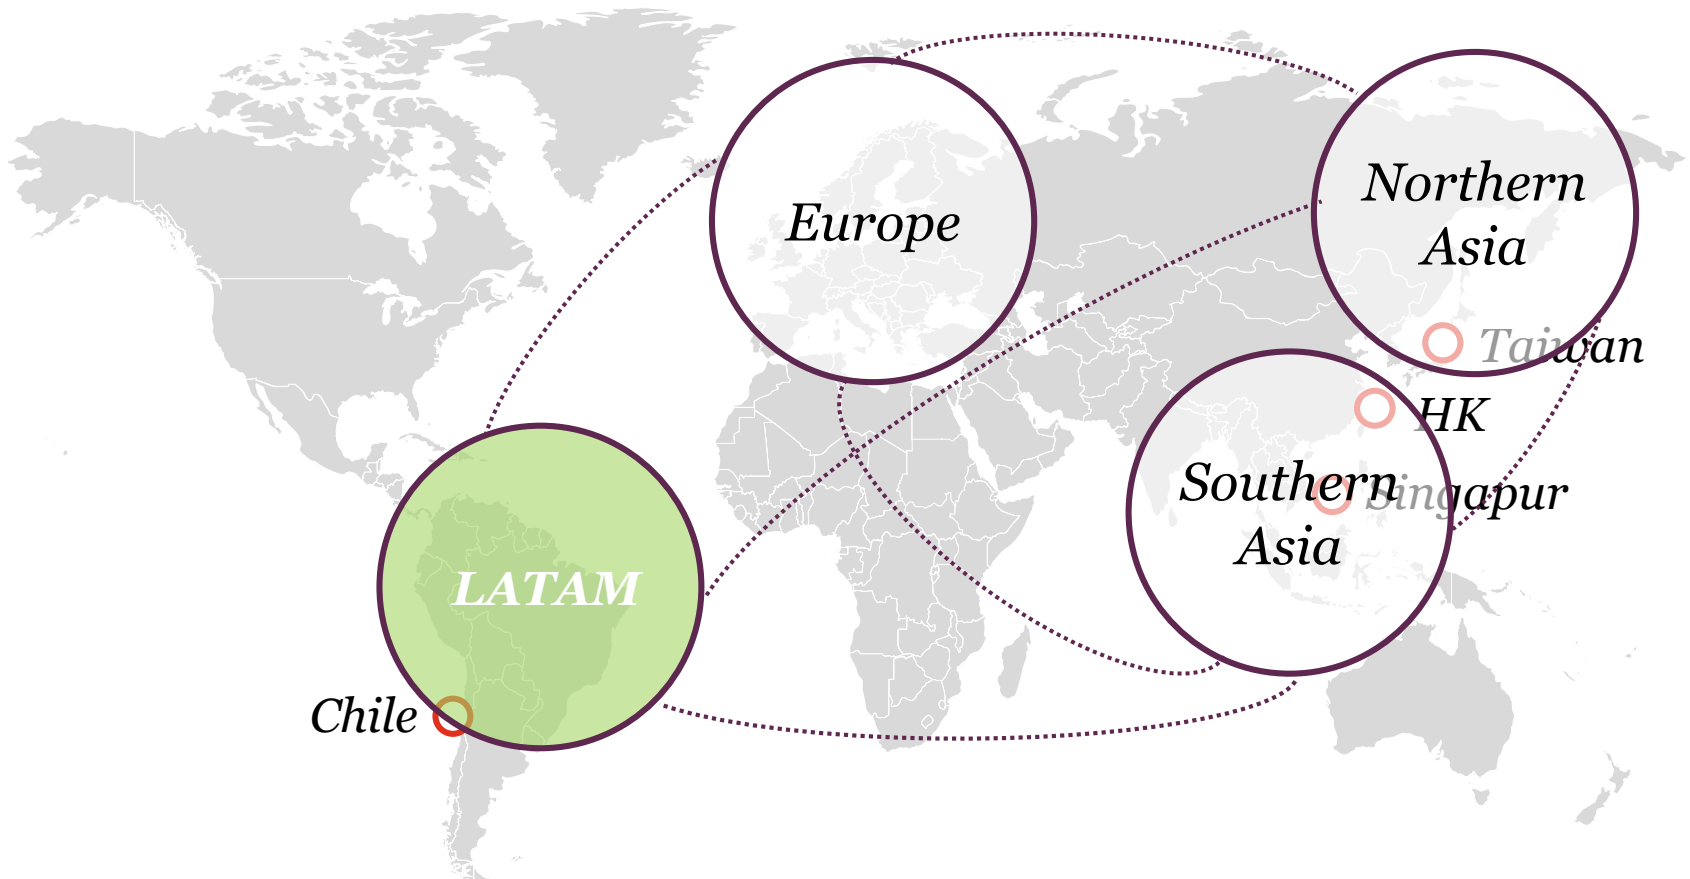 Northern
Asia
Europe
Taiwan
HK
Southern
Singapur
Asia
LATAM
Chile